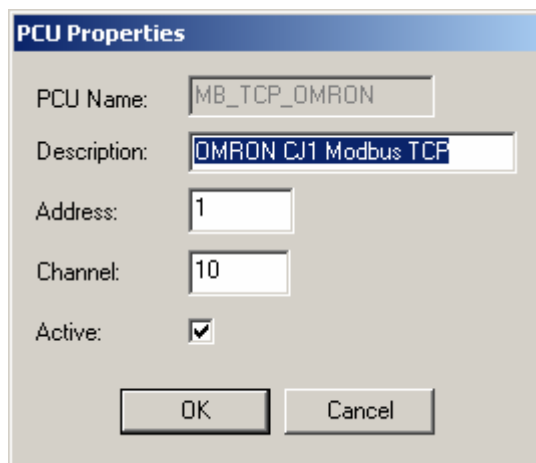 PCU Properties
PCU Name: MB_TCP_OMRON
Description: OMRON CJ1 Modbus TCP
Address: 1
Channel: 10
Active:
OK Cancel